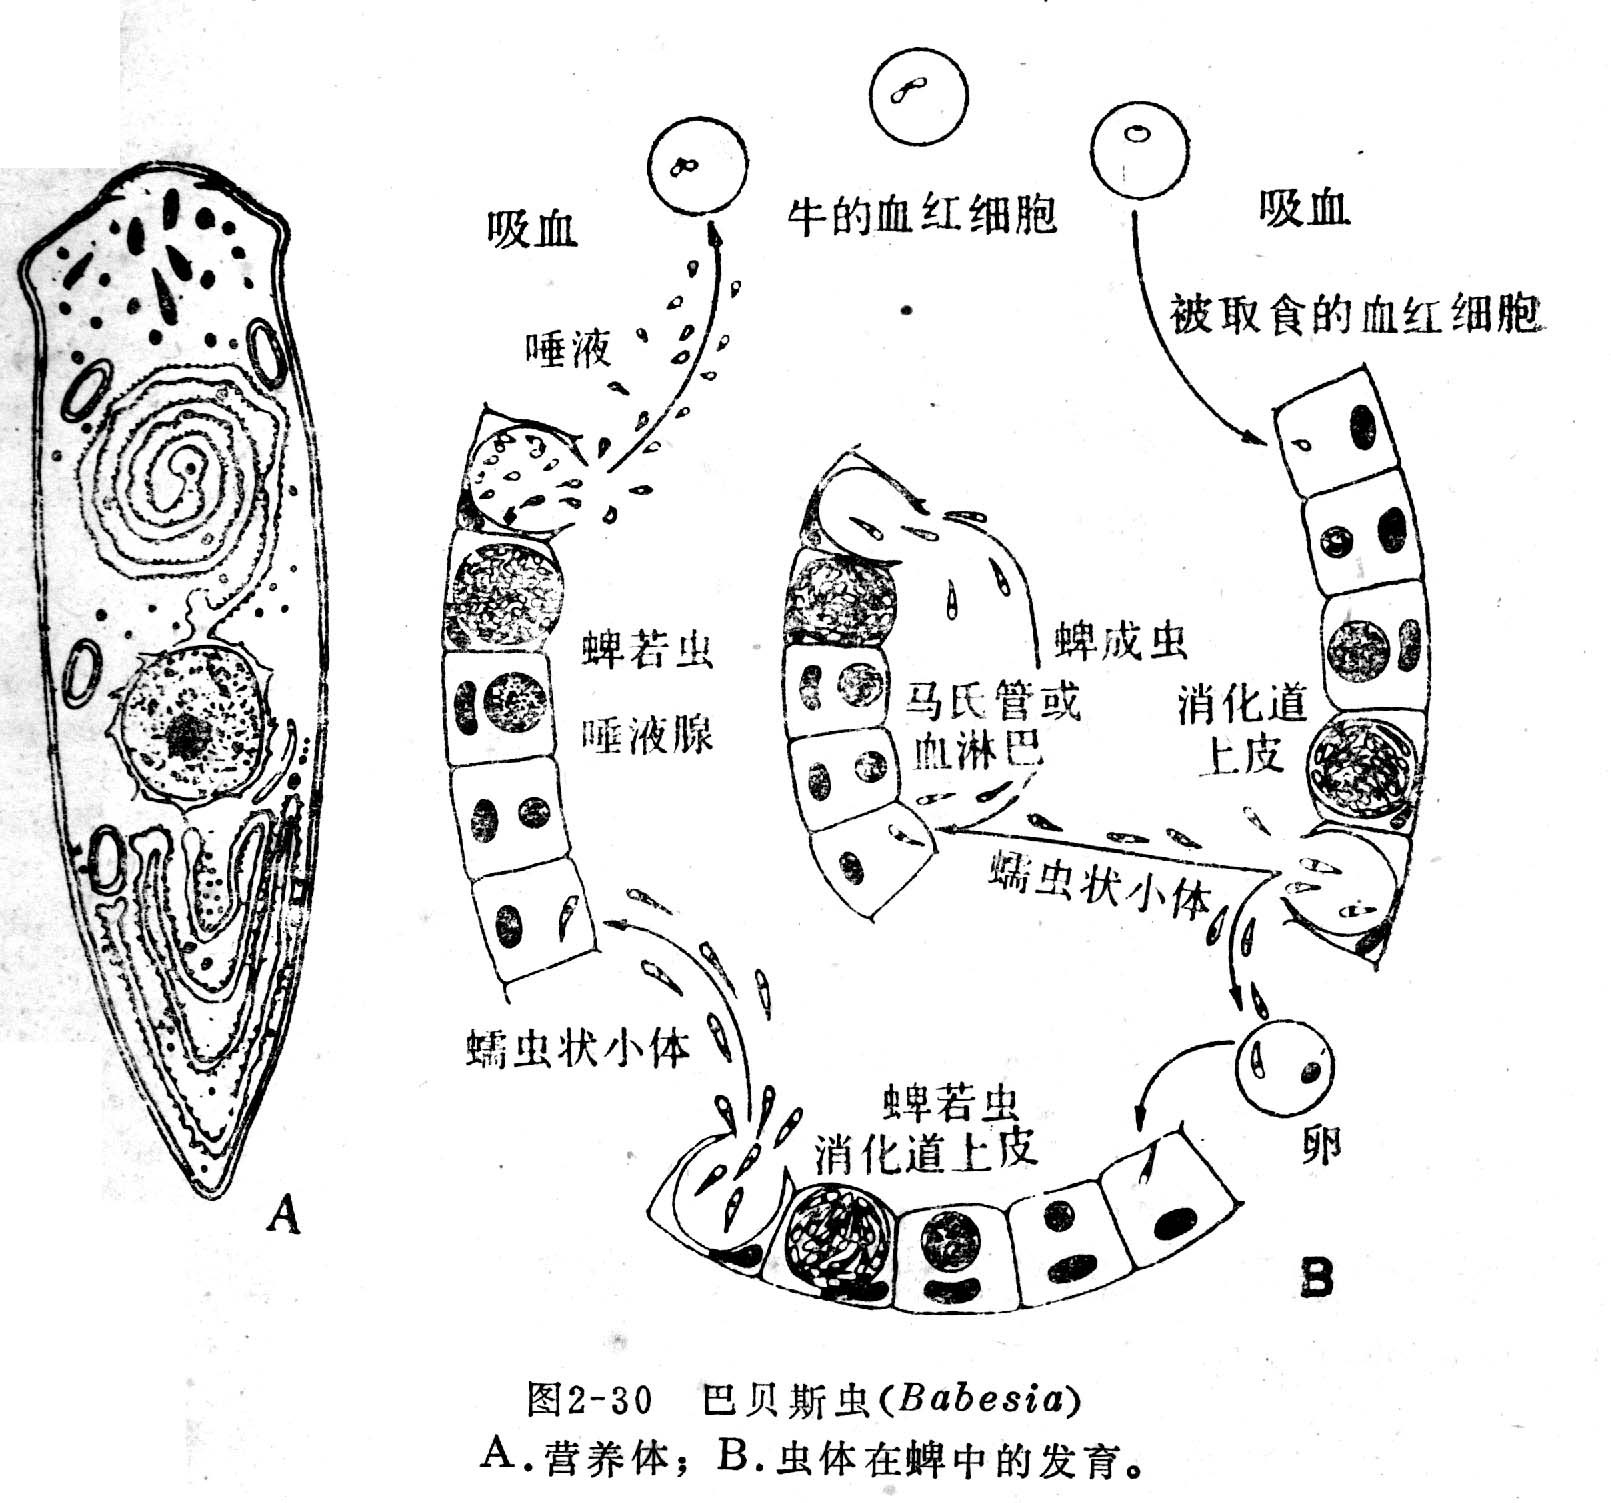 吸血
牛的血红细胞
吸血
被取食的血红细胞
唾液
蜱若虫
唾液腺
蜱成虫
马氏管或
血淋巴
消化道
上皮
蠕虫状小体
蠕虫状小体
蜱若虫
消化道上皮
卵
A
B
图2-30 巴贝斯虫(Babesia)
A.营养体；B.虫体在蜱中的发育。